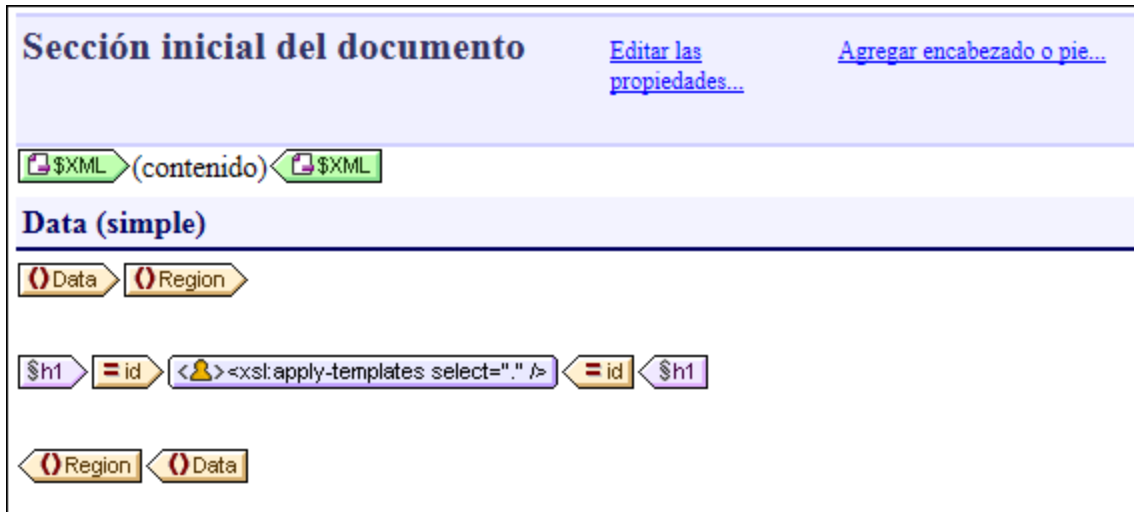 Sección inicial del documento Editar las propiedades... Agregar encabezado o pie...
$XML (contenido) $XML
Data (simple)
() Data () Region
§h1 = id < > <xsl:apply-templates select="." /> = id §h1
() Region () Data